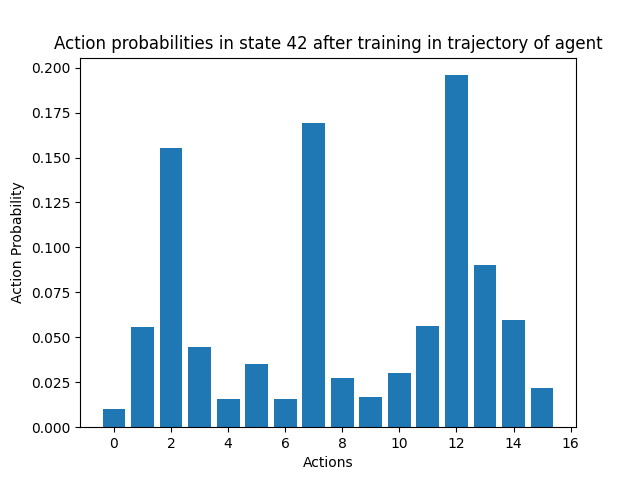 Action probabilities in state 42 after training in trajectory of agent
0.200
0.175
0.150
0.125
0.100
0.075
0.050
0.025
0.000
Action Probability
0 2 4 6 8 10 12 14 16
Actions